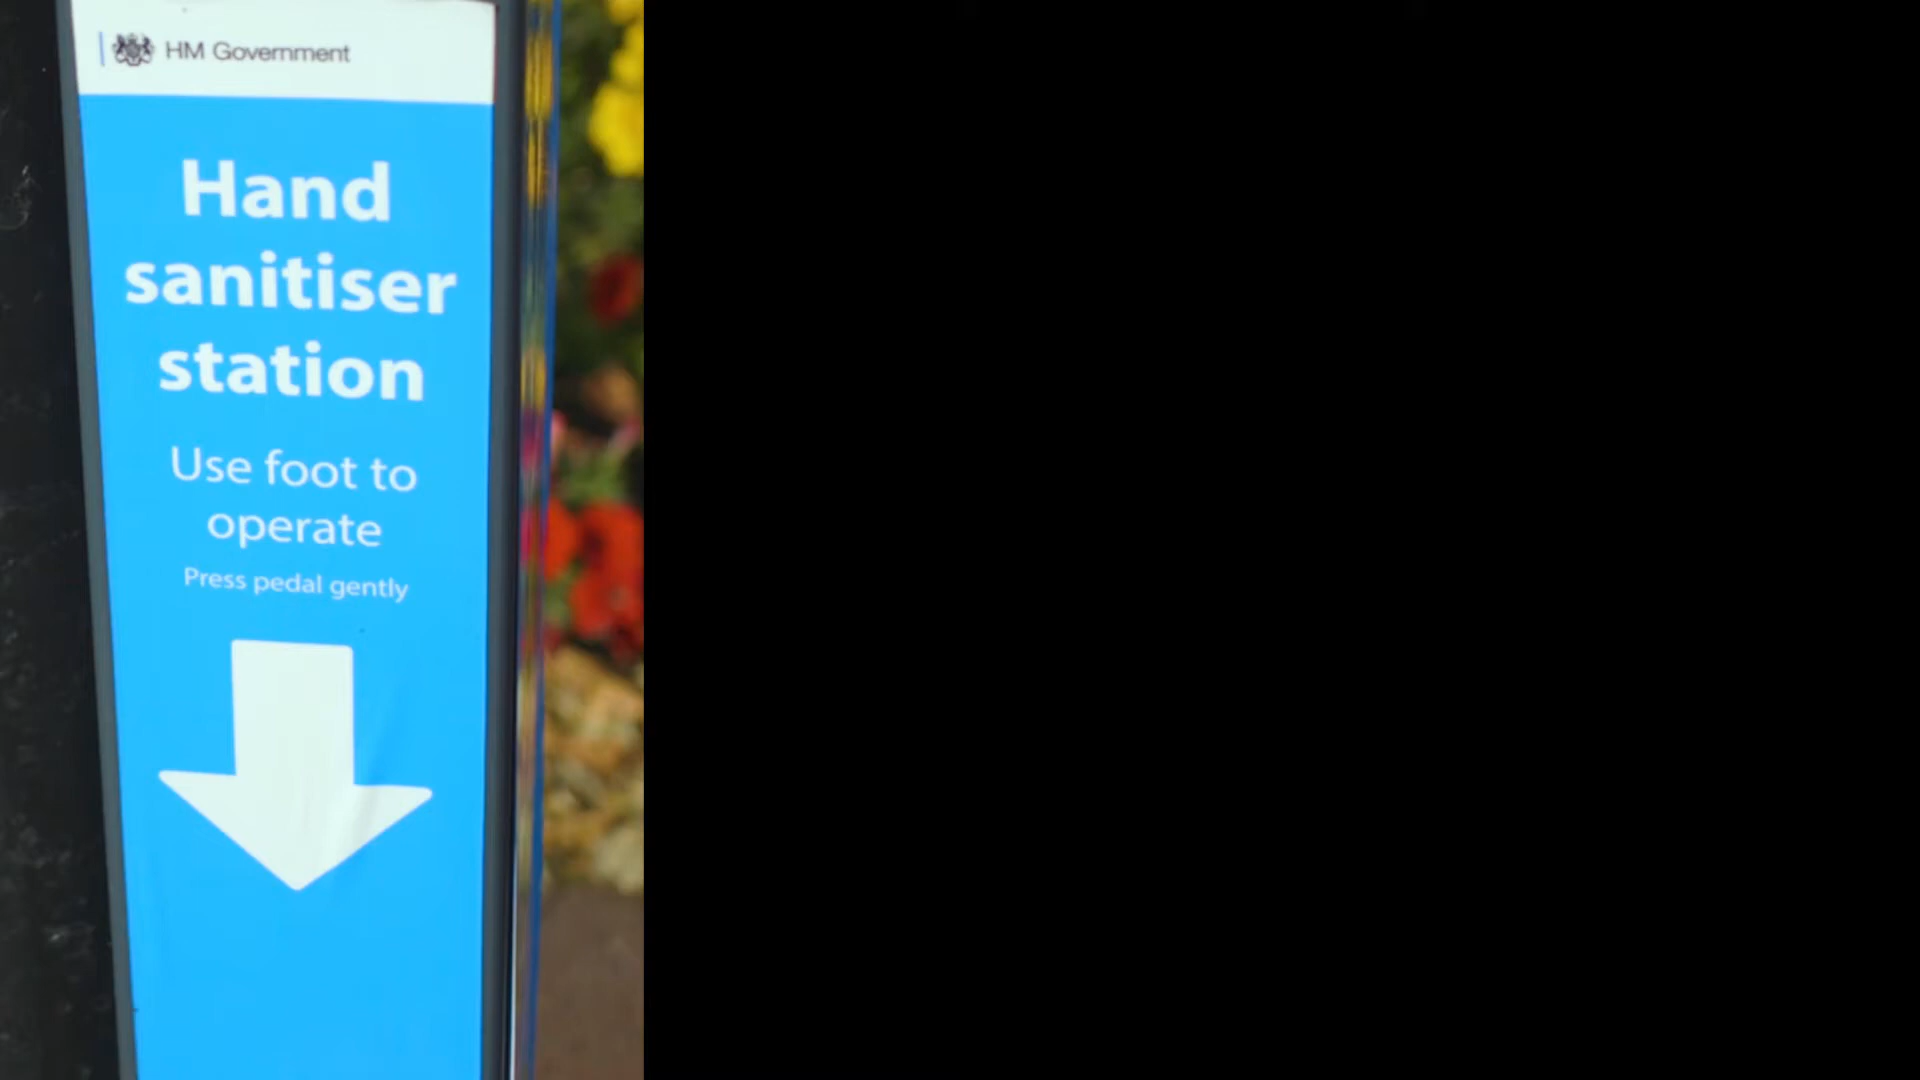 HM Government
Hand
sanitiser
station
Use foot to
operate
Press pedal gently